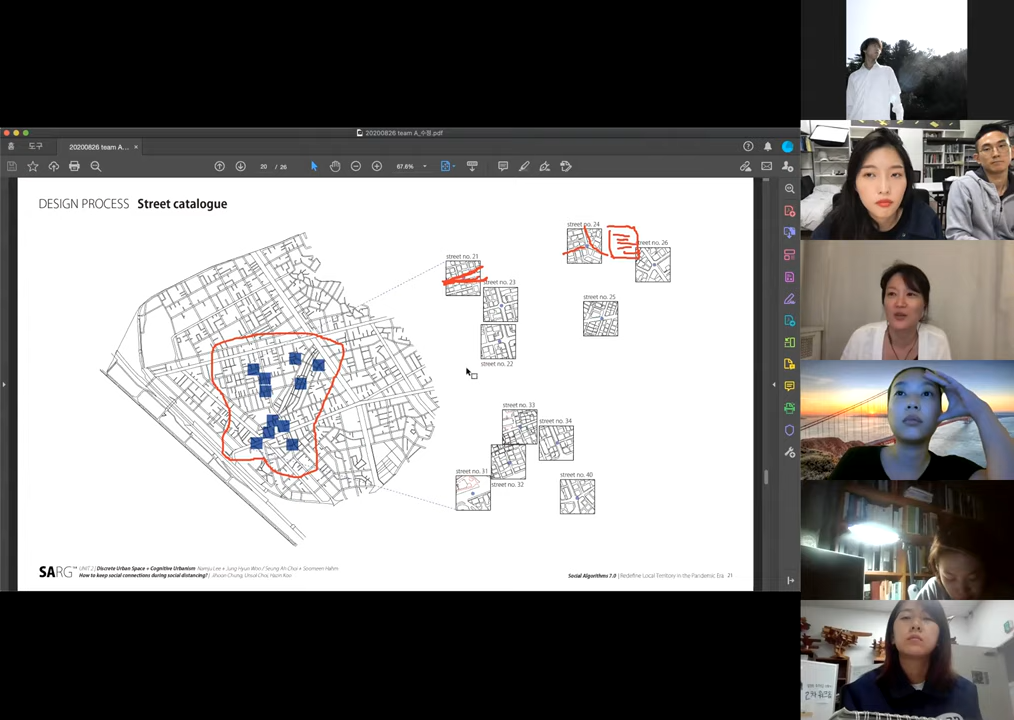 20200826 team A_수정.pdf
도구
20200826 team A... ×
20 / 26
67.6%
DESIGN PROCESS Street catalogue
street no. 24
street no. 26
street no. 21
street no. 23
street no. 25
street no. 22
street no. 33
street no. 34
street no. 31
street no. 32
street no. 40
SARG
UNIT 2 | Discrete Urban Space + Cognitive Urbanism
How to keep social connections during social distancing? |
Social Algorithms 7.0 | Redefine Local Territory in the Pandemic Era 21